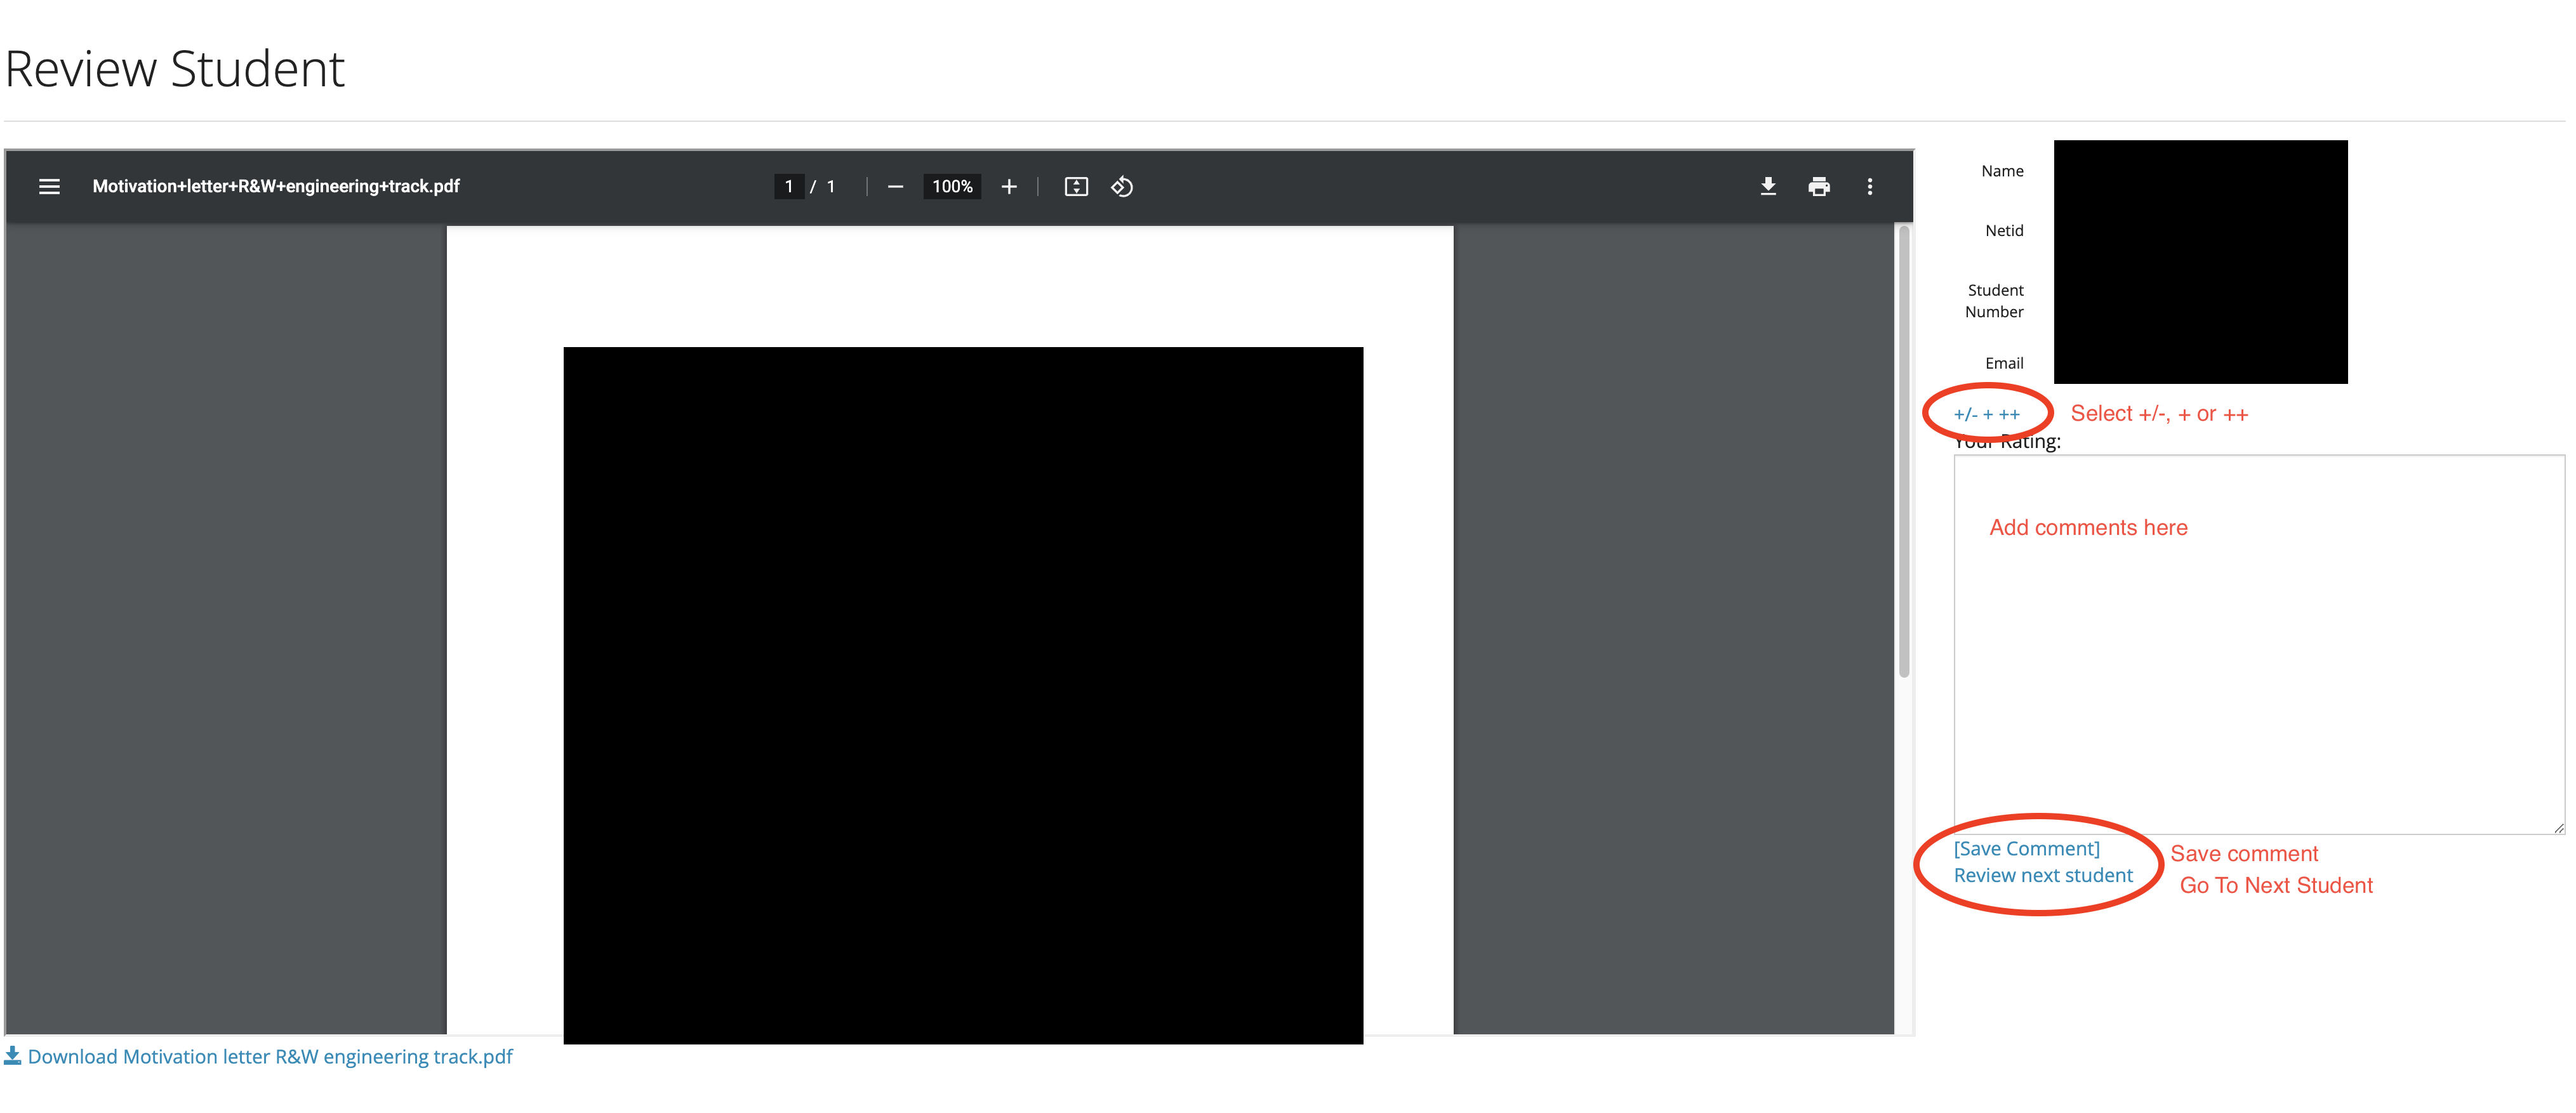 Review Student
Motivation+letter+R&W+engineering+track.pdf
1 / 1
100%
Name
Netid
Student
Number
Email
+/- + ++ Select +/-, + or ++
Your Rating:
Add comments here
[Save Comment] Save comment
Review next student Go To Next Student
Download Motivation letter R&W engineering track.pdf